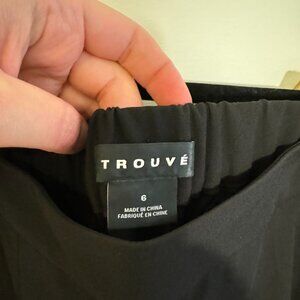 TROUVÉ
6
MADE IN CHINA
FABRIQUÉ EN CHINE